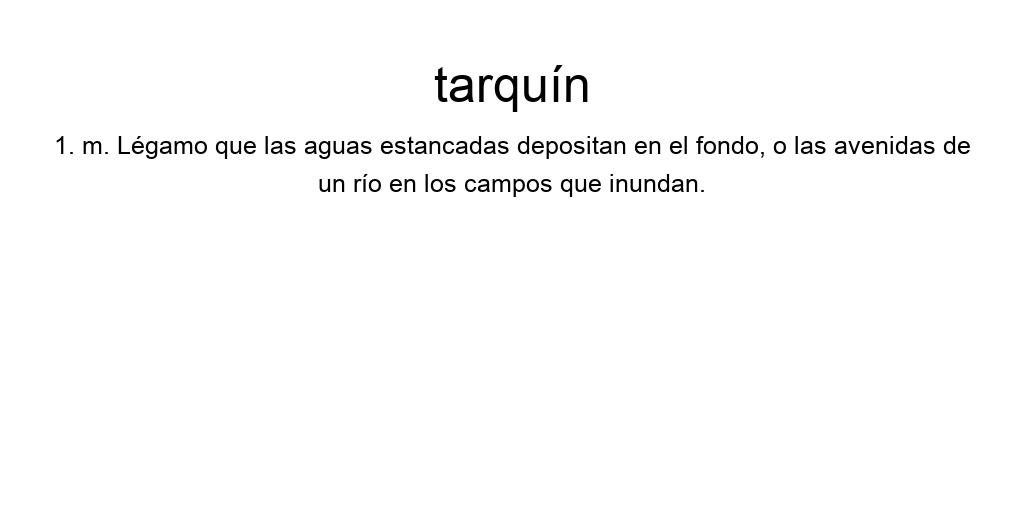 tarquín
1. m. Légamo que las aguas estancadas depositan en el fondo, o las avenidas de
un río en los campos que inundan.